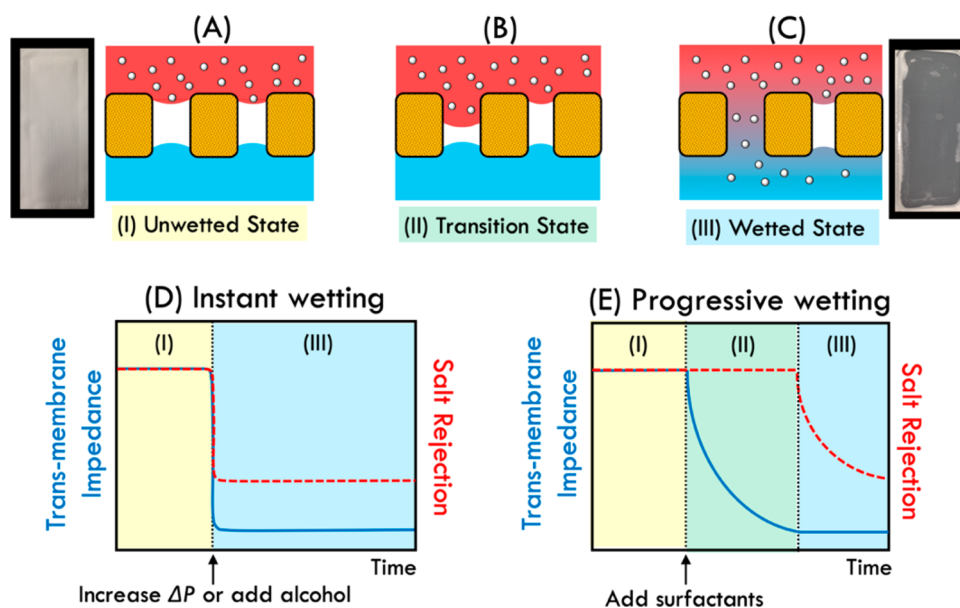 (A)
(B)
(C)
(I) Unwetted State
(II) Transition State
(III) Wetted State
(D) Instant wetting
(E) Progressive wetting
(I)
(III)
(I)
(II)
(III)
Trans-membrane
Impedance
Salt Rejection
Trans-membrane
Impedance
Salt Rejection
Time
Time
Increase ΔP or add alcohol
Add surfactants